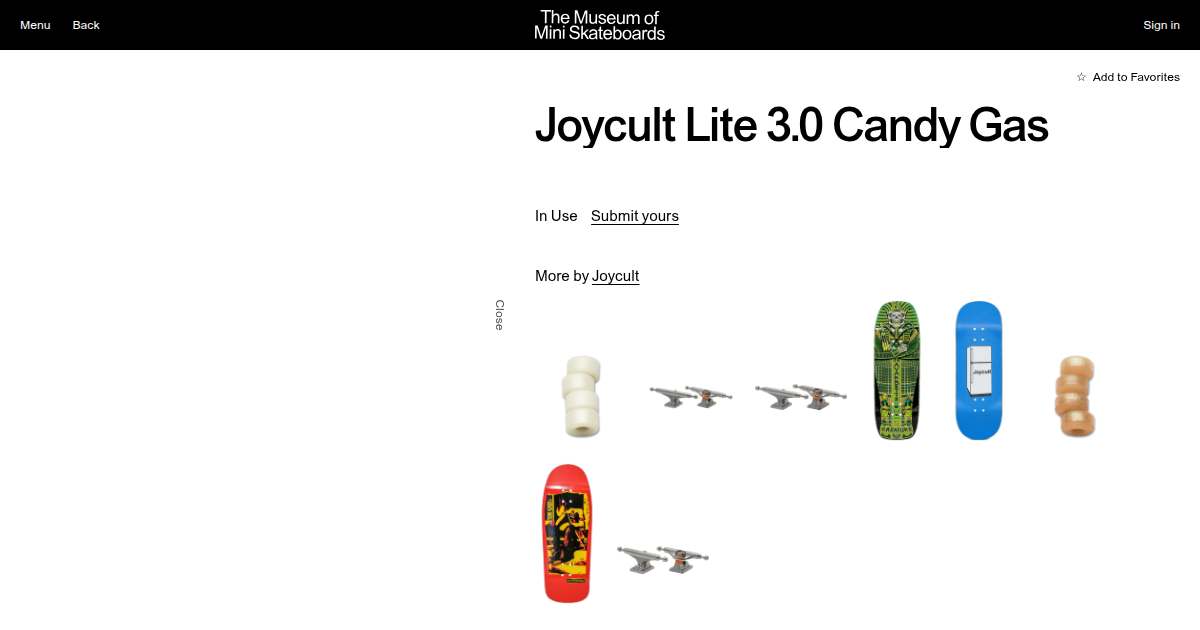 Menu Back
The Museum of
Mini Skateboards
Sign in
☆ Add to Favorites
Joycult Lite 3.0 Candy Gas
In Use Submit yours
More by Joycult
Close
Joycult